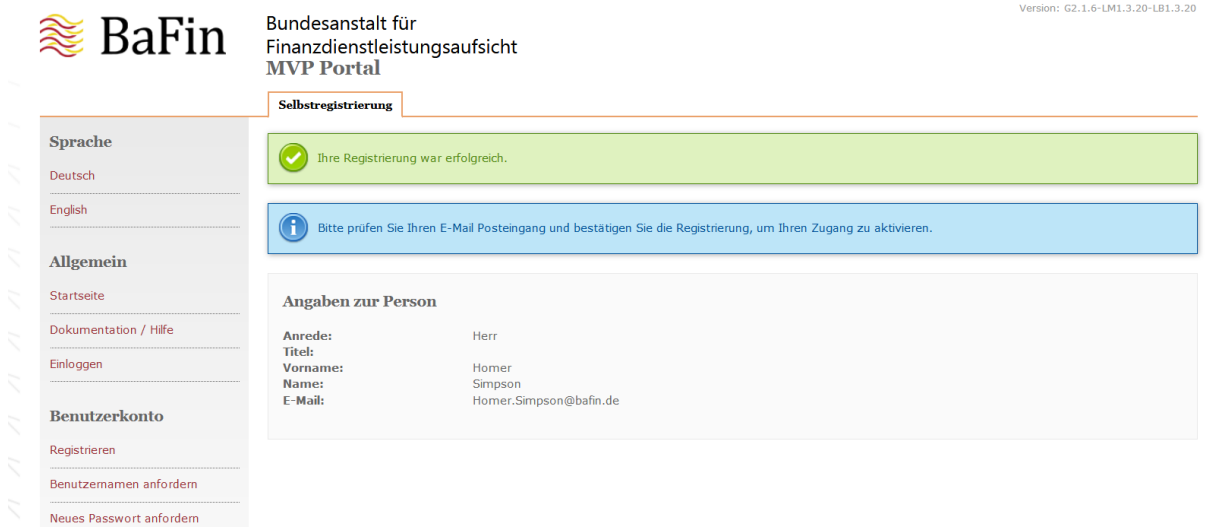 Version: G2.1.6-LM1.3.20-LB1.3.20
BaFin
Bundesanstalt für
Finanzdienstleistungsaufsicht
MVP Portal
Selbstregistrierung
Sprache
Deutsch
English
Allgemein
Startseite
Dokumentation / Hilfe
Einloggen
Benutzerkonto
Registrieren
Benutzernamen anfordern
Neues Passwort anfordern
Ihre Registrierung war erfolgreich.
Bitte prüfen Sie Ihren E-Mail Posteingang und bestätigen Sie die Registrierung, um Ihren Zugang zu aktivieren.
Angaben zur Person
Anrede: Herr
Titel:
Vorname: Homer
Name: Simpson
E-Mail: Homer.Simpson@bafin.de